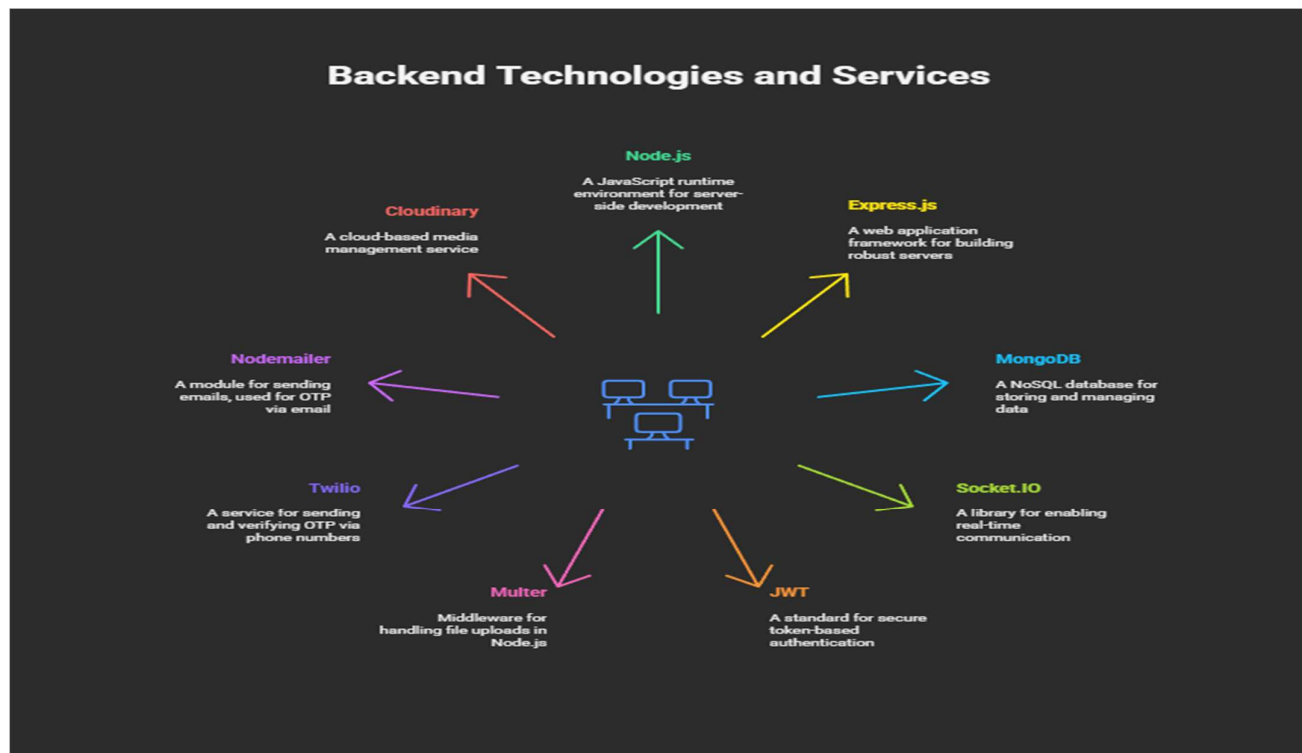 Backend Technologies and Services
Node.js
A JavaScript runtime
environment for server-
side development
Express.js
A web application
framework for building
robust servers
MongoDB
A NoSQL database for
storing and managing
data
Socket.IO
A library for enabling
real-time
communication
JWT
A standard for secure
token-based
authentication
Multer
Middleware for
handling file uploads in
Node.js
Twilio
A service for sending
and verifying OTP via
phone numbers
Nodemailer
A module for sending
emails, used for OTP
via email
Cloudinary
A cloud-based media
management service